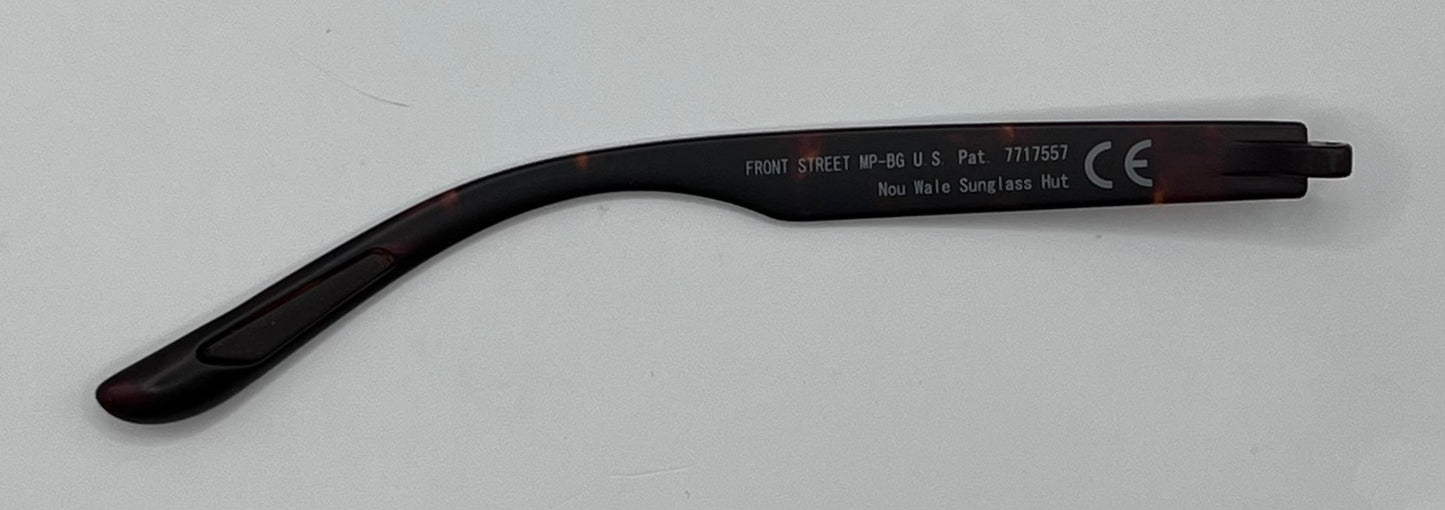 FRONT STREET MP-BG U.S. Pat. 7717557
Nou Wale Sunglass Hut
CE